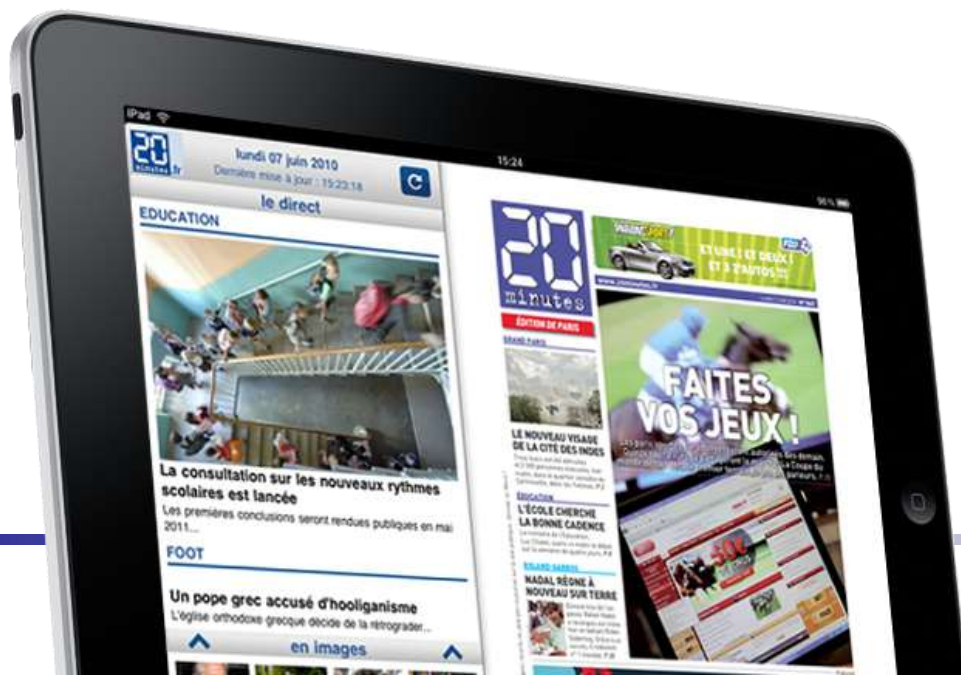 iPad
15:24
20
minutes.fr
lundi 07 juin 2010
Dernière mise à jour : 15:23:18
le direct
EDUCATION
La consultation sur les nouveaux rythmes
scolaires est lancée
Les premières conclusions seront rendues publiques en mai
2011...
FOOT
Un pope grec accusé d'hooliganisme
L'église orthodoxe grecque décide de la rétrograder...
en images
20
minutes
ÉDITION DE PARIS
ET UNE ! ET DEUX !
ET 3 Z'AUTOS !!!
www.20minutes.fr
GRAND PARIS
LE NOUVEAU VISAGE
DE LA CITÉ DES INDES
ÉDUCATION
L'ÉCOLE CHERCHE
LA BONNE CADENCE
ROLAND GARROS
NADAL RÈGNE À
NOUVEAU SUR TERRE
FAITES
VOS JEUX !